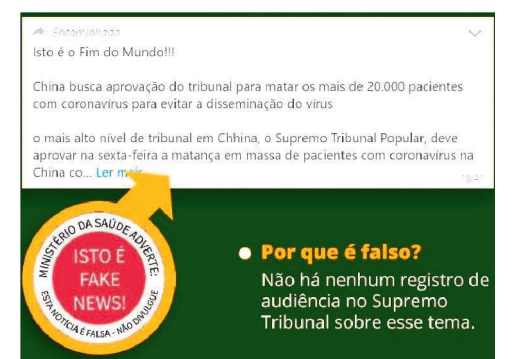 Encaminhada
Isto é o Fim do Mundo!!!
China busca aprovação do tribunal para matar os mais de 20.000 pacientes
com coronavírus para evitar a disseminação do vírus
o mais alto nível de tribunal em Chhina, o Supremo Tribunal Popular, deve
aprovar na sexta-feira a matança em massa de pacientes com coronavírus na
China co... Ler mais
MINISTÉRIO DA SAÚDE ADVERTE:
ISTO É
FAKE
NEWS!
ESTA NOTÍCIA É FALSA - NÃO DIVULGUE
Por que é falso?
Não há nenhum registro de
audiência no Supremo
Tribunal sobre esse tema.